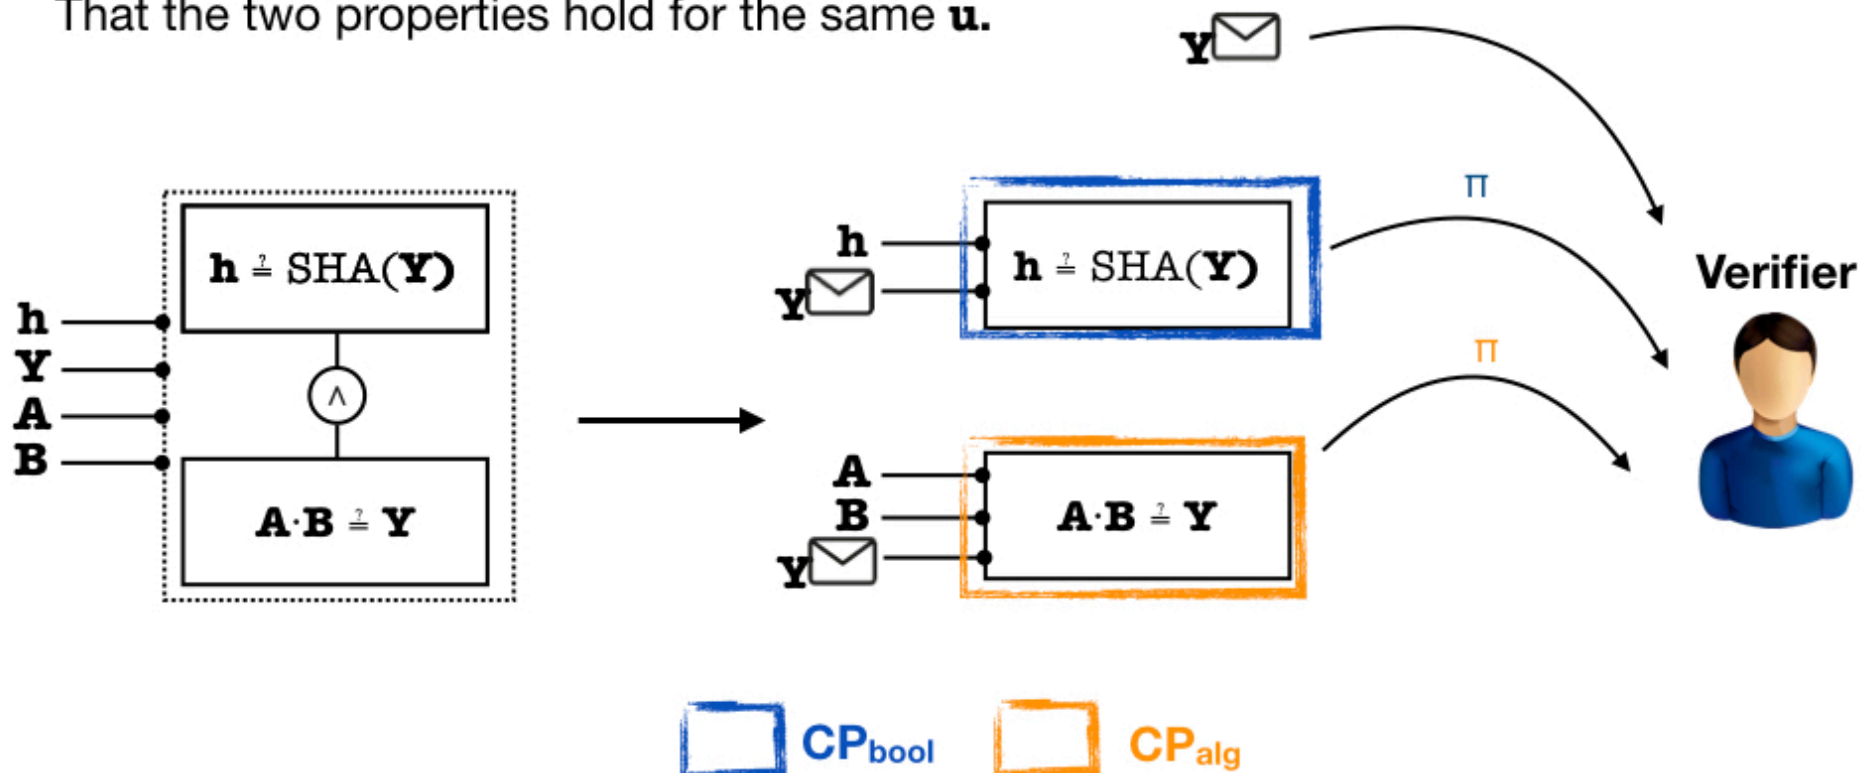 That the two properties hold for the same u.
Y
h ≟ SHA(Y)
h
Y
A
B
∧
A·B ≟ Y
h
Y
h ≟ SHA(Y)
π
A
B
Y
A·B ≟ Y
π
Verifier
CPbool
CPalg